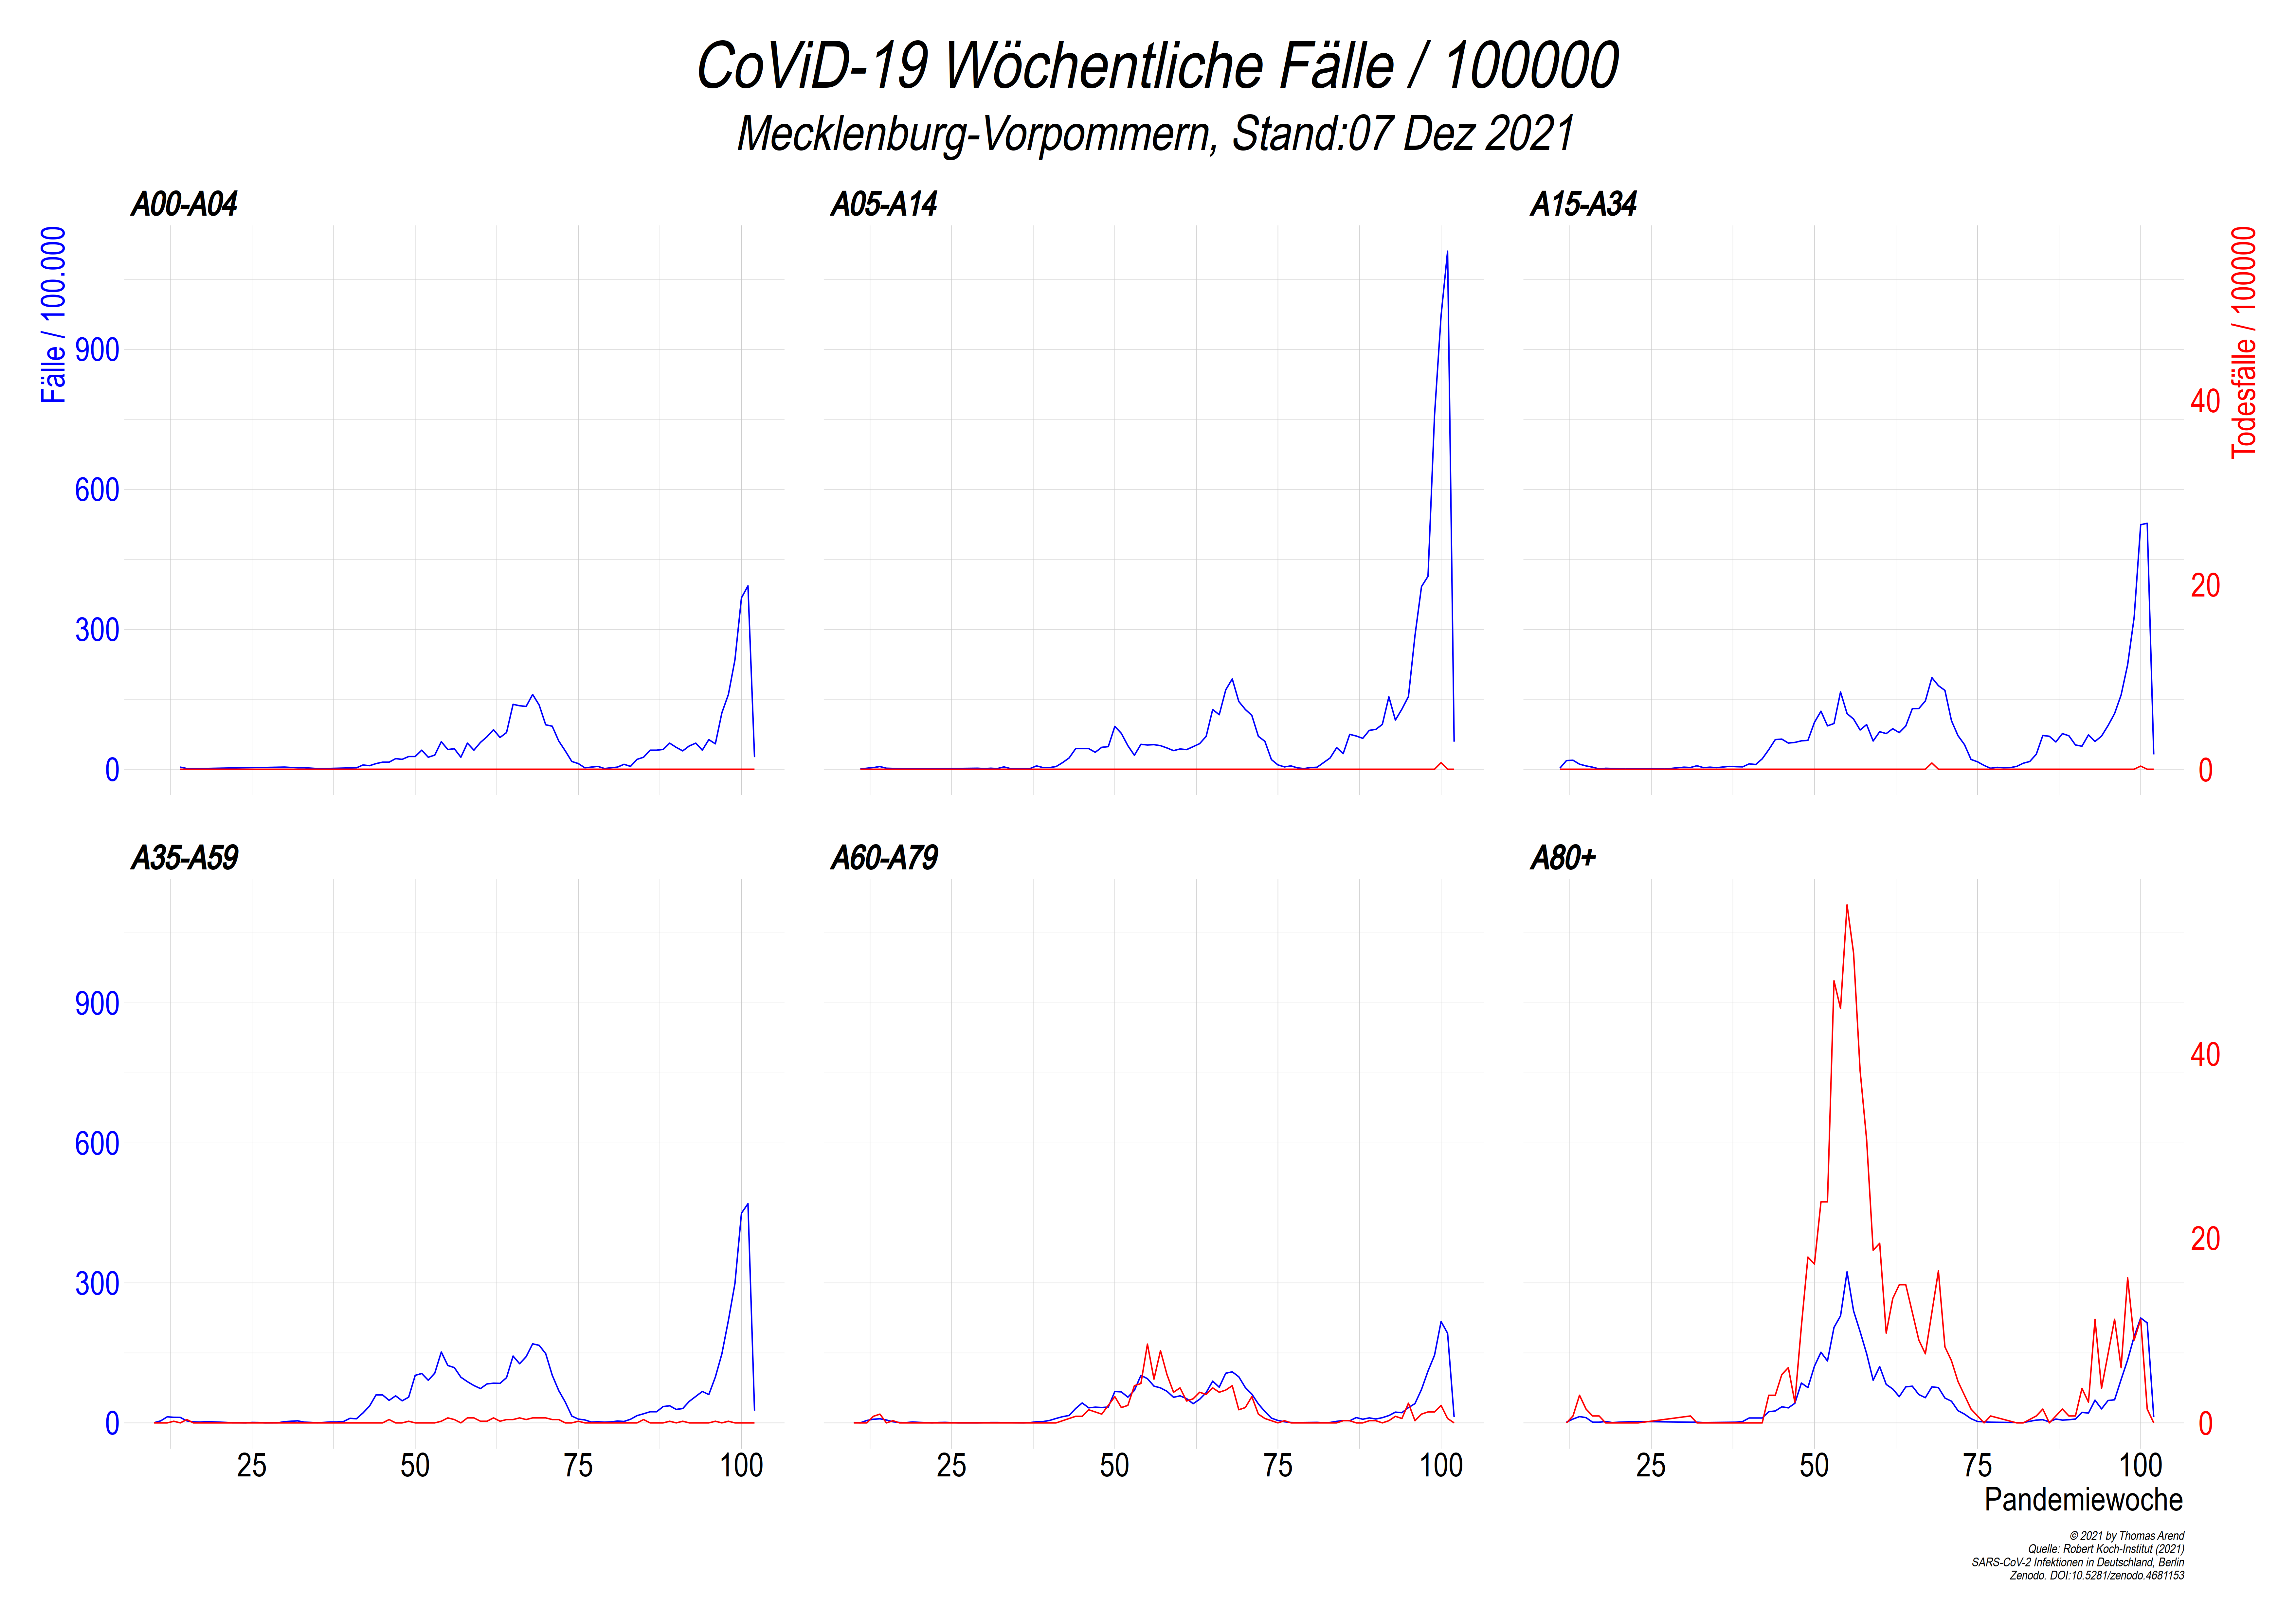 CoViD-19 Wöchentliche Fälle / 100000
Mecklenburg-Vorpommern, Stand:07 Dez 2021
A00-A04
A05-A14
A15-A34
Fälle / 100.000
900
600
300
0
Todesfälle / 100000
40
20
0
A35-A59
A60-A79
A80+
900
600
300
0
40
20
0
25 50 75 100
25 50 75 100
25 50 75 100
Pandemiewoche
© 2021 by Thomas Arend
Quelle: Robert Koch-Institut (2021)
SARS-CoV-2 Infektionen in Deutschland, Berlin
Zenodo. DOI:10.5281/zenodo.4681153